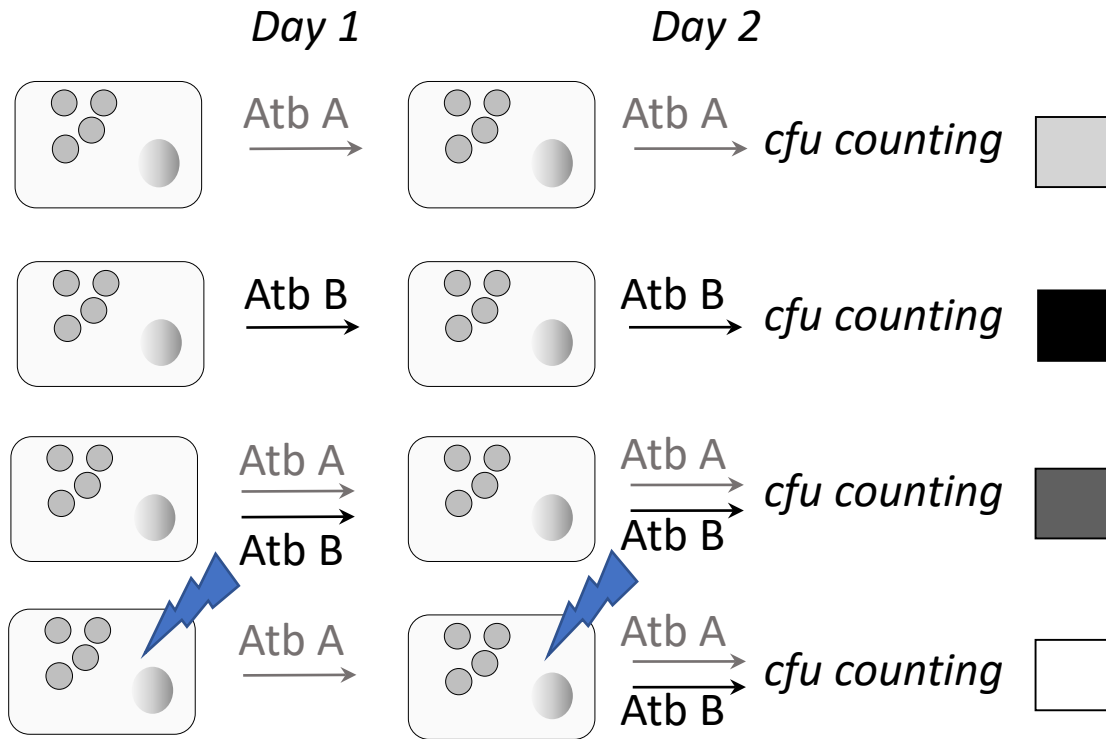 Day 1 Day 2
Atb A Atb A cfu counting
Atb B Atb B cfu counting
Atb A Atb A cfu counting
Atb B Atb B
Atb A Atb A cfu counting
Atb B